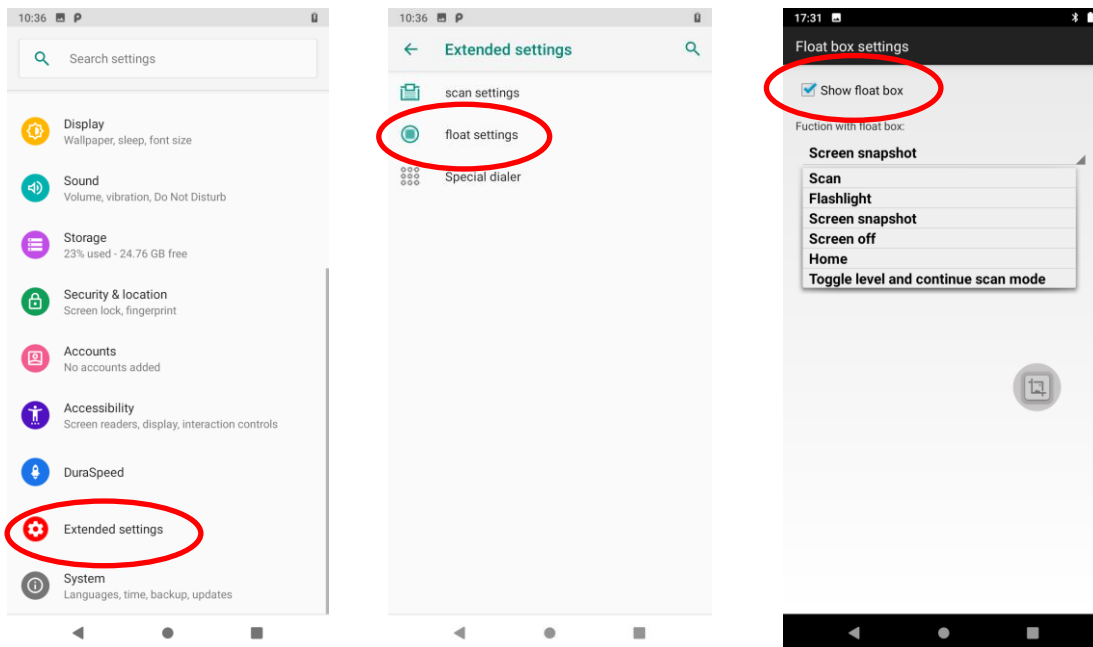 10:36
Search settings
Display
Wallpaper, sleep, font size
Sound
Volume, vibration, Do Not Disturb
Storage
23% used - 24.76 GB free
Security & location
Screen lock, fingerprint
Accounts
No accounts added
Accessibility
Screen readers, display, interaction controls
DuraSpeed
Extended settings
System
Languages, time, backup, updates
10:36
Extended settings
scan settings
float settings
Special dialer
17:31
Float box settings
Show float box
Fuction with float box:
Screen snapshot
Scan
Flashlight
Screen snapshot
Screen off
Home
Toggle level and continue scan mode